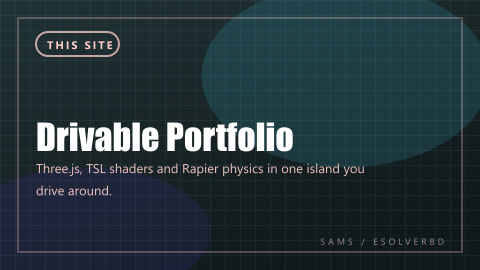 THIS SITE
Drivable Portfolio
Three.js, TSL shaders and Rapier physics in one island you
drive around.
SAMS / ESOLVERBD